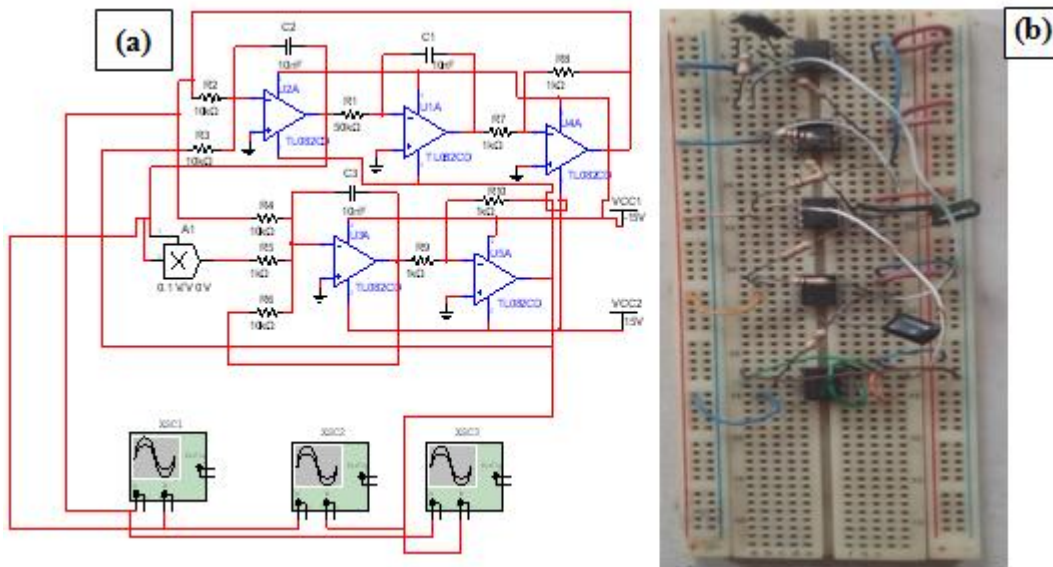 (a)
(b)
C2
10nF
C1
10nF
R8
1kΩ
R2
10kΩ
U2A
R1
50kΩ
U1A
R7
1kΩ
U4A
R3
10kΩ
TL082CD
TL082CD
TL082CD
C3
10nF
R10
1kΩ
VCC1
15V
R4
10kΩ
A1
R5
1kΩ
U3A
R9
1kΩ
U5A
0.1 V/V 0 V
R6
10kΩ
TL082CD
TL082CD
VCC2
15V
XSC1
XSC2
XSC3